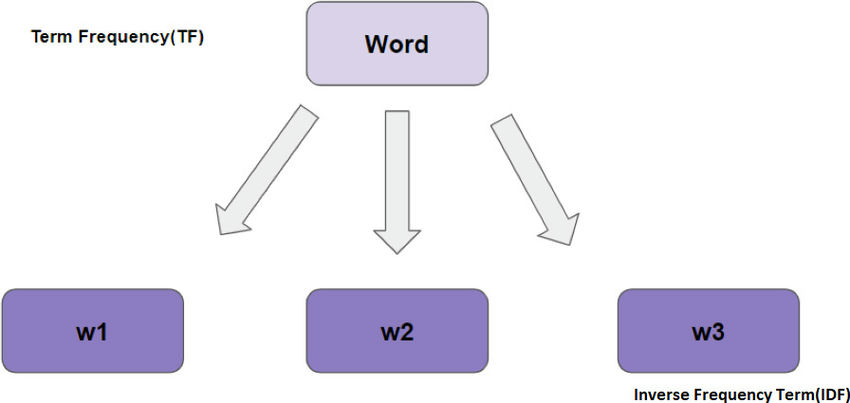 Term Frequency(TF)
Word
w1
w2
w3
Inverse Frequency Term(IDF)